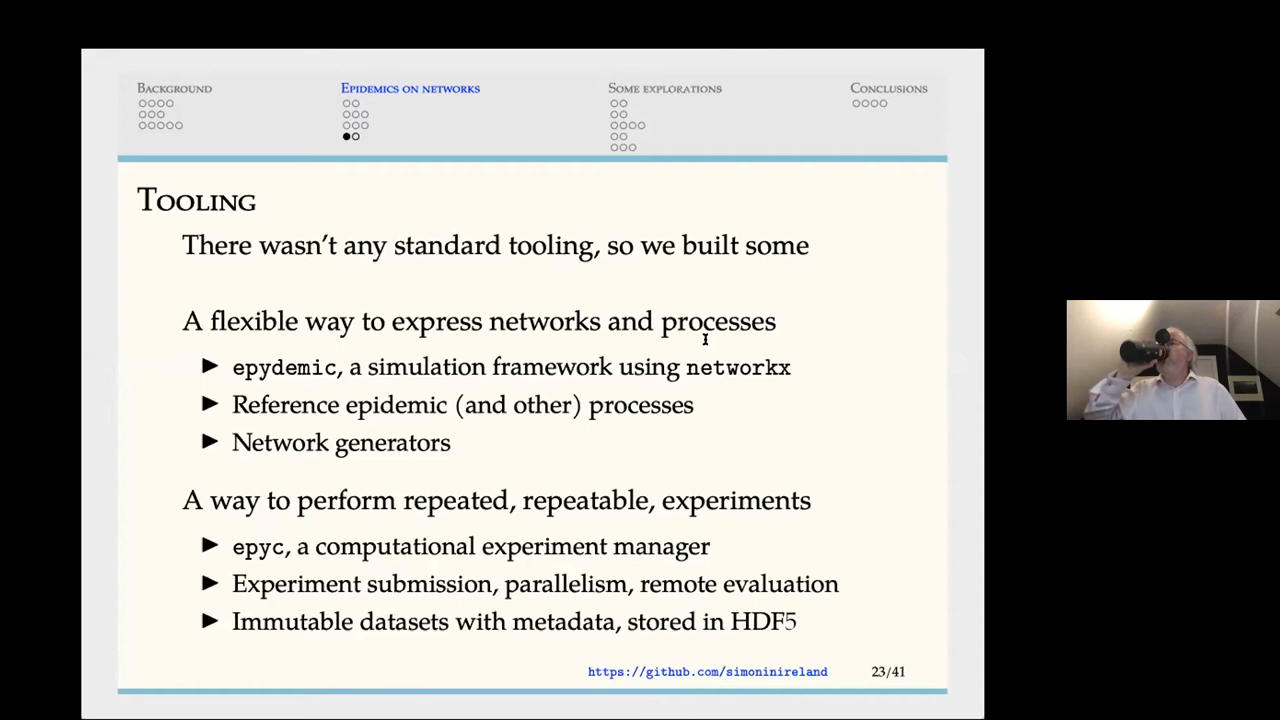 BACKGROUND
EPIDEMICS ON NETWORKS
SOME EXPLORATIONS
CONCLUSIONS
TOOLING
There wasn't any standard tooling, so we built some
A flexible way to express networks and processes
epydemic, a simulation framework using networkx
Reference epidemic (and other) processes
Network generators
A way to perform repeated, repeatable, experiments
epyc, a computational experiment manager
Experiment submission, parallelism, remote evaluation
Immutable datasets with metadata, stored in HDF5
https://github.com/simoninireland 23/41